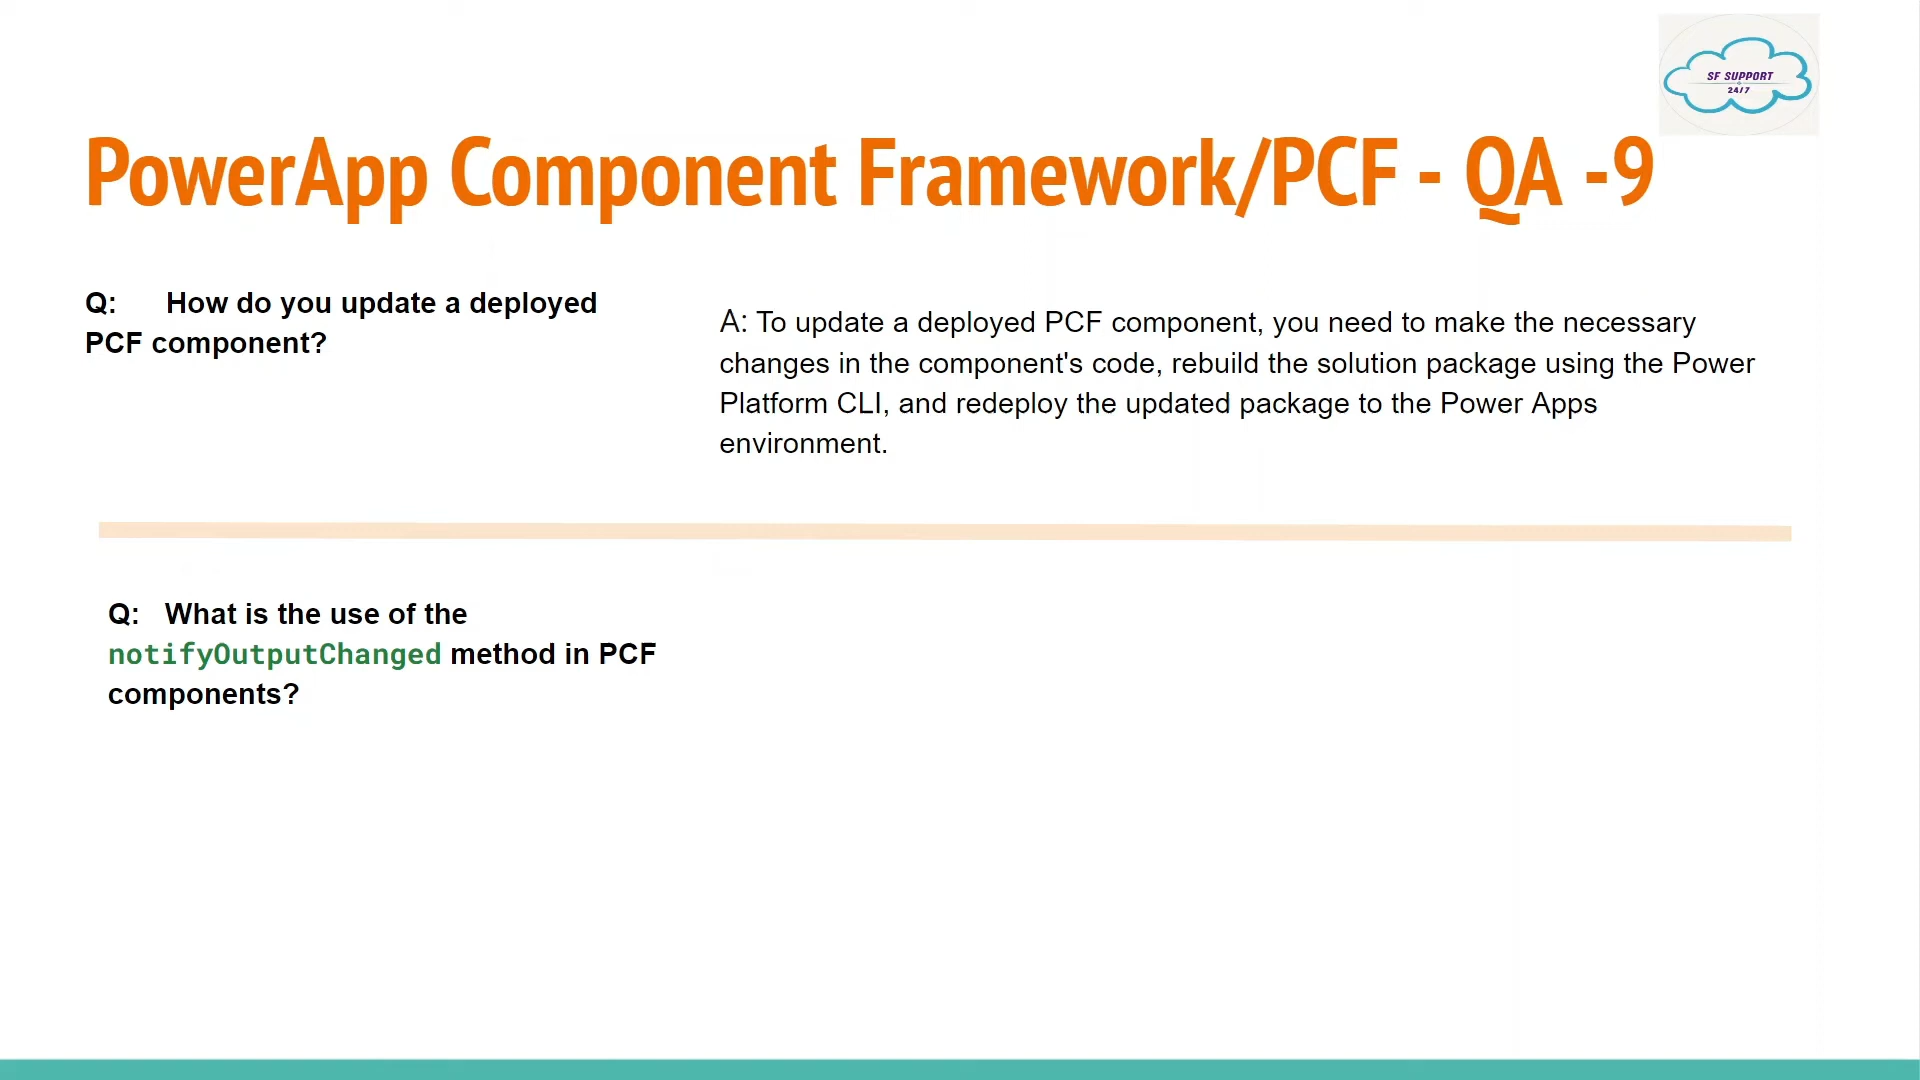 SF SUPPORT
24/7
PowerApp Component Framework/PCF - QA -9
Q: How do you update a deployed
PCF component?
A: To update a deployed PCF component, you need to make the necessary
changes in the component's code, rebuild the solution package using the Power
Platform CLI, and redeploy the updated package to the Power Apps
environment.
Q: What is the use of the
notifyOutputChanged method in PCF
components?